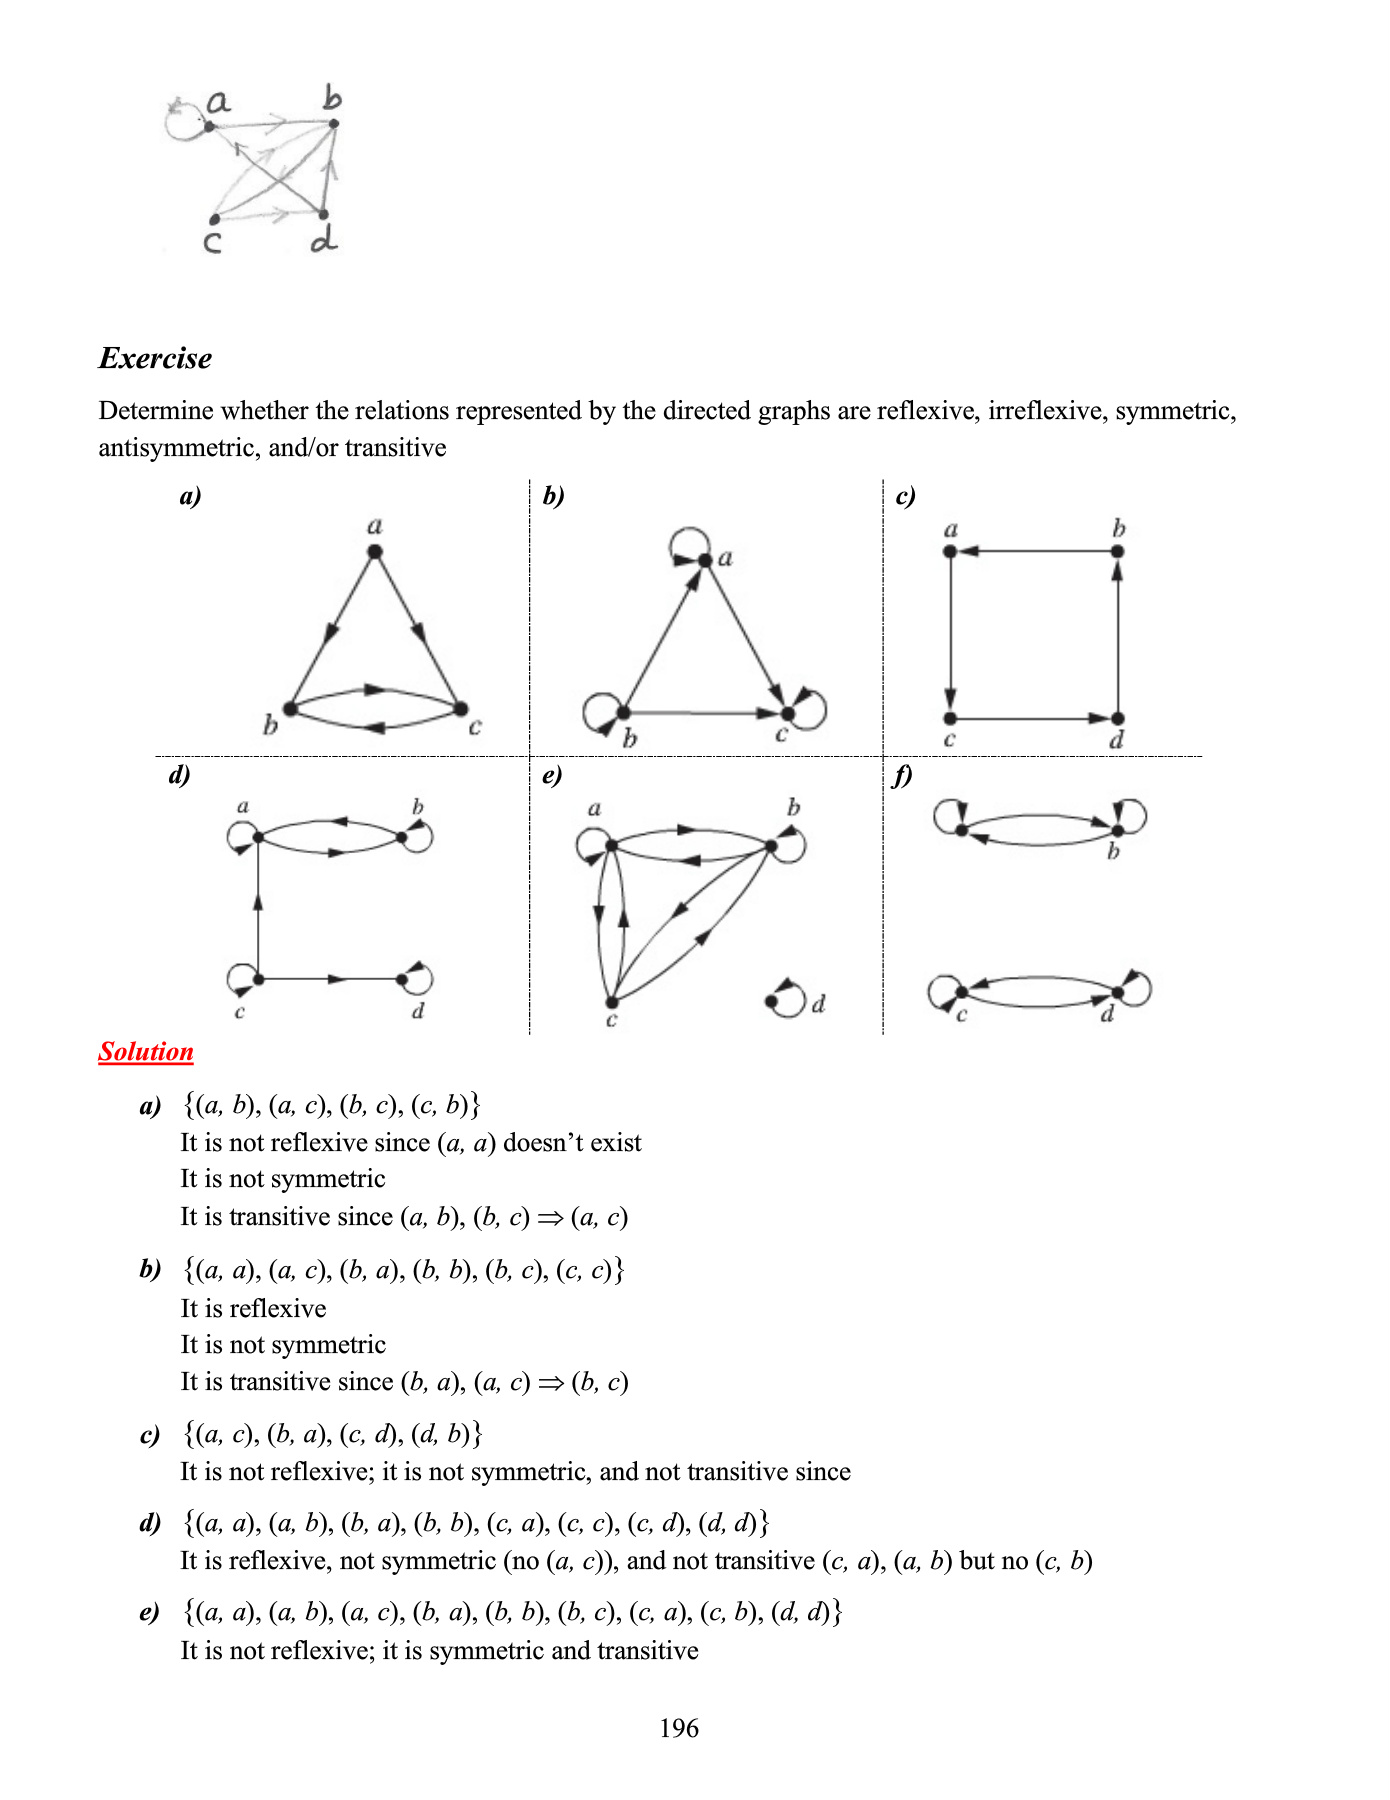 a b
c d
Exercise
Determine whether the relations represented by the directed graphs are reflexive, irreflexive, symmetric,
antisymmetric, and/or transitive
a) b) c)
a
b c
a
b c
a b
c d
d) e) f)
a b
c d
a b
c d
b
c d
Solution
a) {(a, b), (a, c), (b, c), (c, b)}
It is not reflexive since (a, a) doesn’t exist
It is not symmetric
It is transitive since (a, b), (b, c) ⇒ (a, c)
b) {(a, a), (a, c), (b, a), (b, b), (b, c), (c, c)}
It is reflexive
It is not symmetric
It is transitive since (b, a), (a, c) ⇒ (b, c)
c) {(a, c), (b, a), (c, d), (d, b)}
It is not reflexive; it is not symmetric, and not transitive since
d) {(a, a), (a, b), (b, a), (b, b), (c, a), (c, c), (c, d), (d, d)}
It is reflexive, not symmetric (no (a, c)), and not transitive (c, a), (a, b) but no (c, b)
e) {(a, a), (a, b), (a, c), (b, a), (b, b), (b, c), (c, a), (c, b), (d, d)}
It is not reflexive; it is symmetric and transitive
196